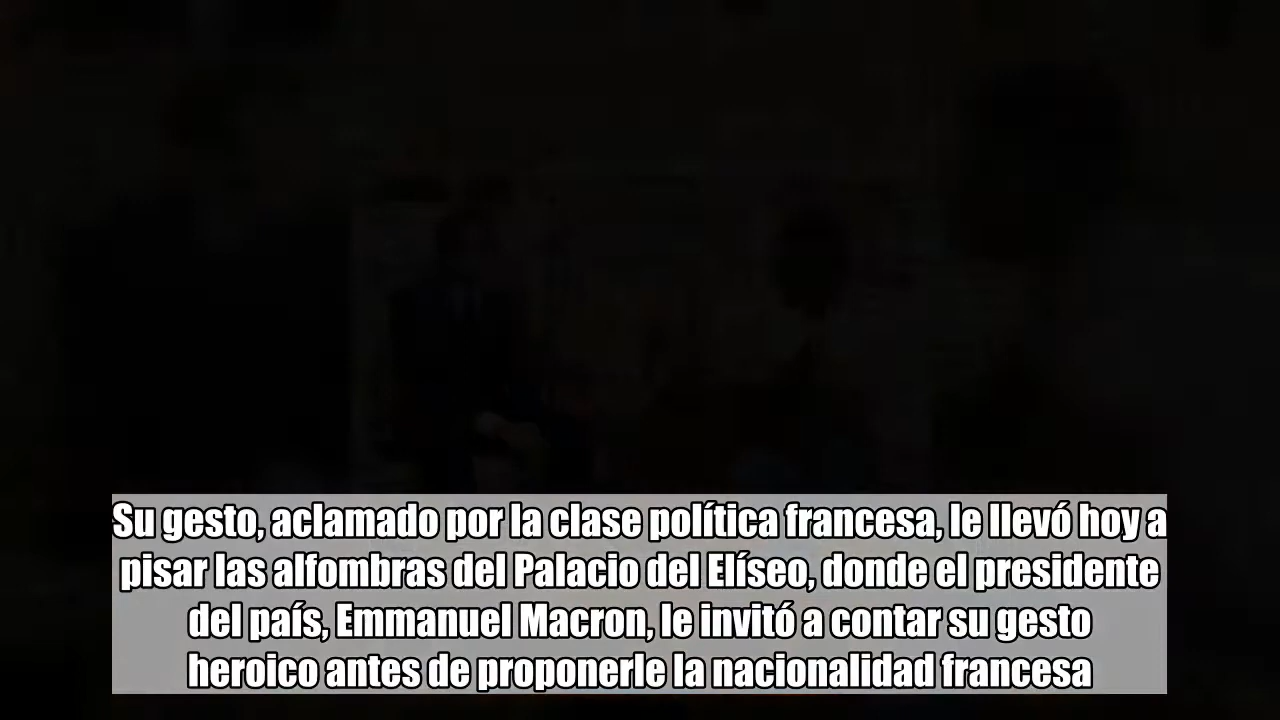 Su gesto, aclamado por la clase política francesa, le llevó hoy a
pisar las alfombras del Palacio del Elíseo, donde el presidente
del país, Emmanuel Macron, le invitó a contar su gesto
heroico antes de proponerle la nacionalidad francesa